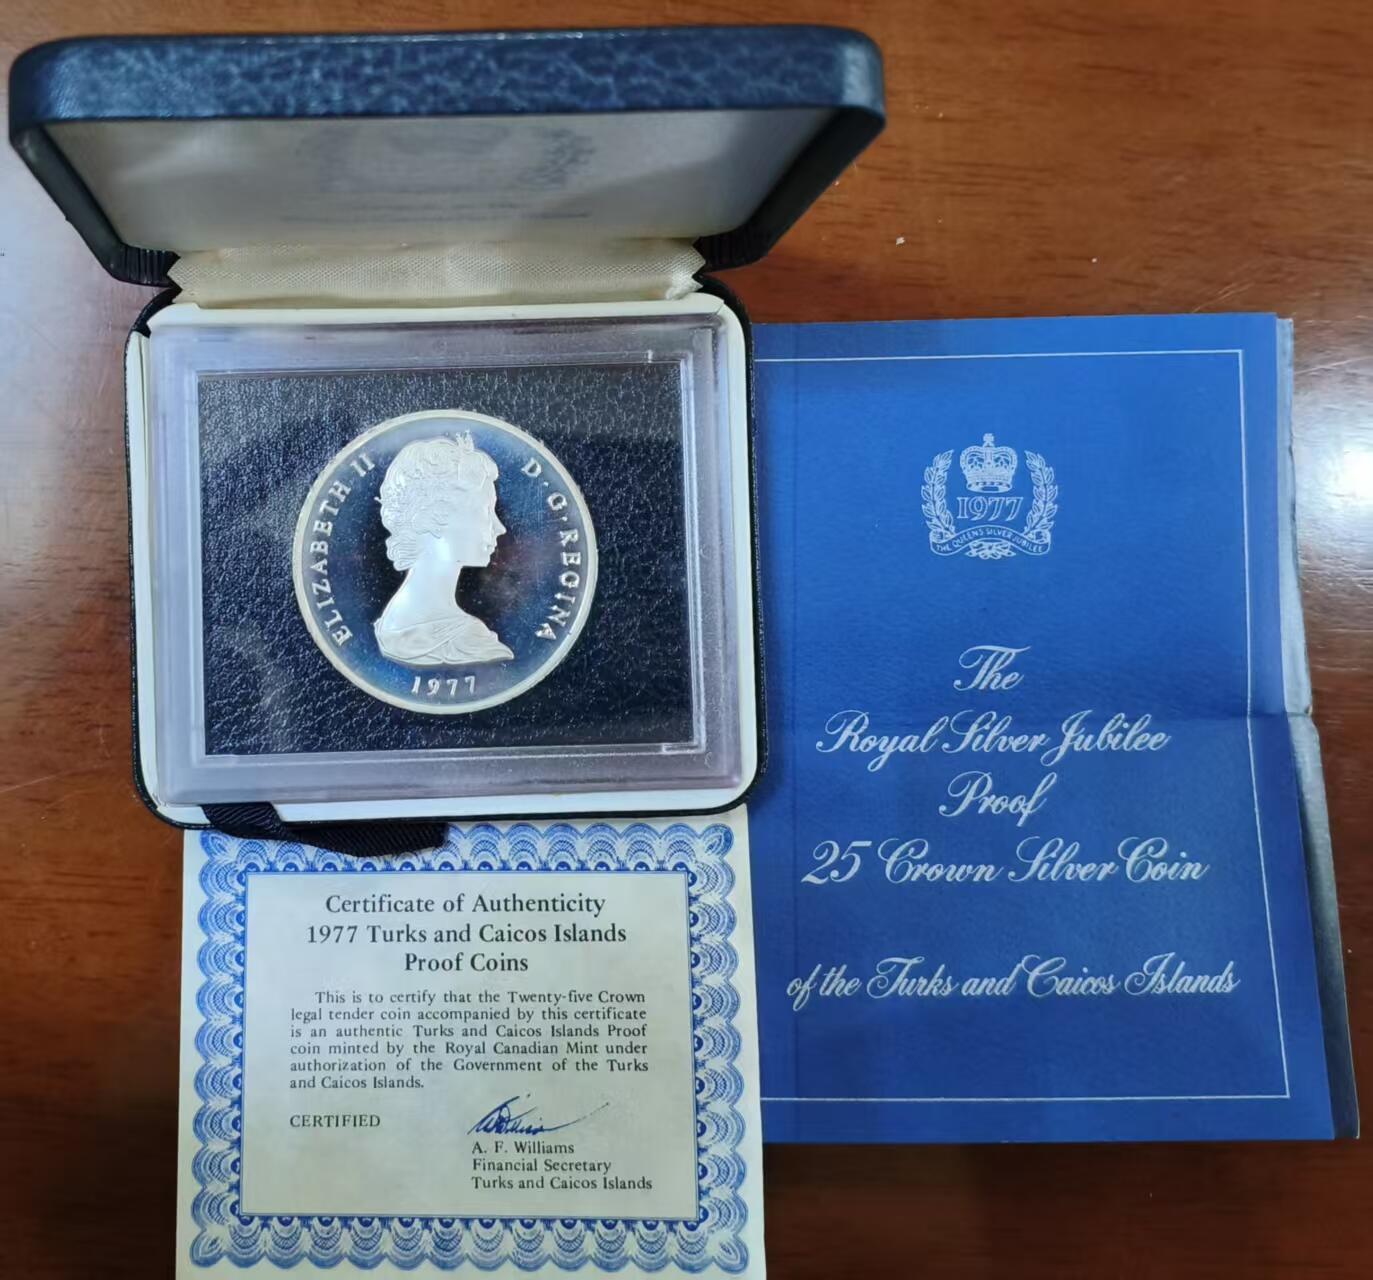 ELIZABETH II D·G·REGINA
1977
1977
THE QUEENS SILVER JUBILEE
The
Royal Silver Jubilee
Proof
25 Crown Silver Coin
of the Turks and Caicos Islands
Certificate of Authenticity
1977 Turks and Caicos Islands
Proof Coins
This is to certify that the Twenty-five Crown
legal tender coin accompanied by this certificate
is an authentic Turks and Caicos Islands Proof
coin minted by the Royal Canadian Mint under
authorization of the Government of the Turks
and Caicos Islands.
CERTIFIED
A. F. Williams
Financial Secretary
Turks and Caicos Islands